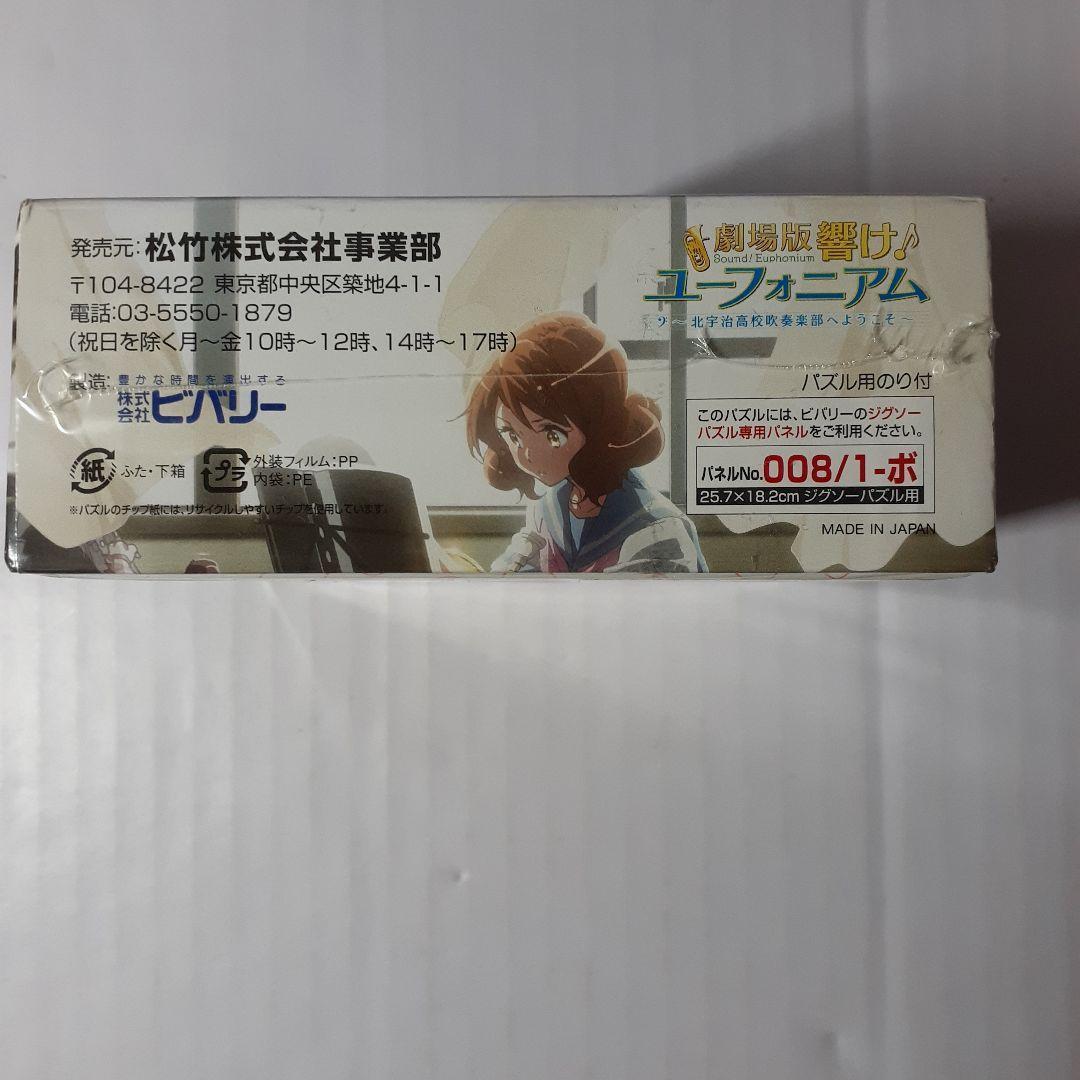 発売元:松竹株式会社事業部
〒104-8422 東京都中央区築地4-1-1
電話:03-5550-1879
(祝日を除く月〜金10時〜12時、14時〜17時)
製造:豊かな時間を演出する
株式会社ビバリー
紙 ふた・下箱
プラ 外装フィルム:PP
内袋:PE
※パズルのチップ紙には、リサイクルしやすいチップを使用しています。
劇場版 響け!
Sound! Euphonium
ユーフォニアム
〜北宇治高校吹奏楽部へようこそ〜
パズル用のり付
このパズルには、ビバリーのジグソー
パズル専用パネルをご利用ください。
パネルNo.008/1-ボ
25.7×18.2cm ジグソーパズル用
MADE IN JAPAN